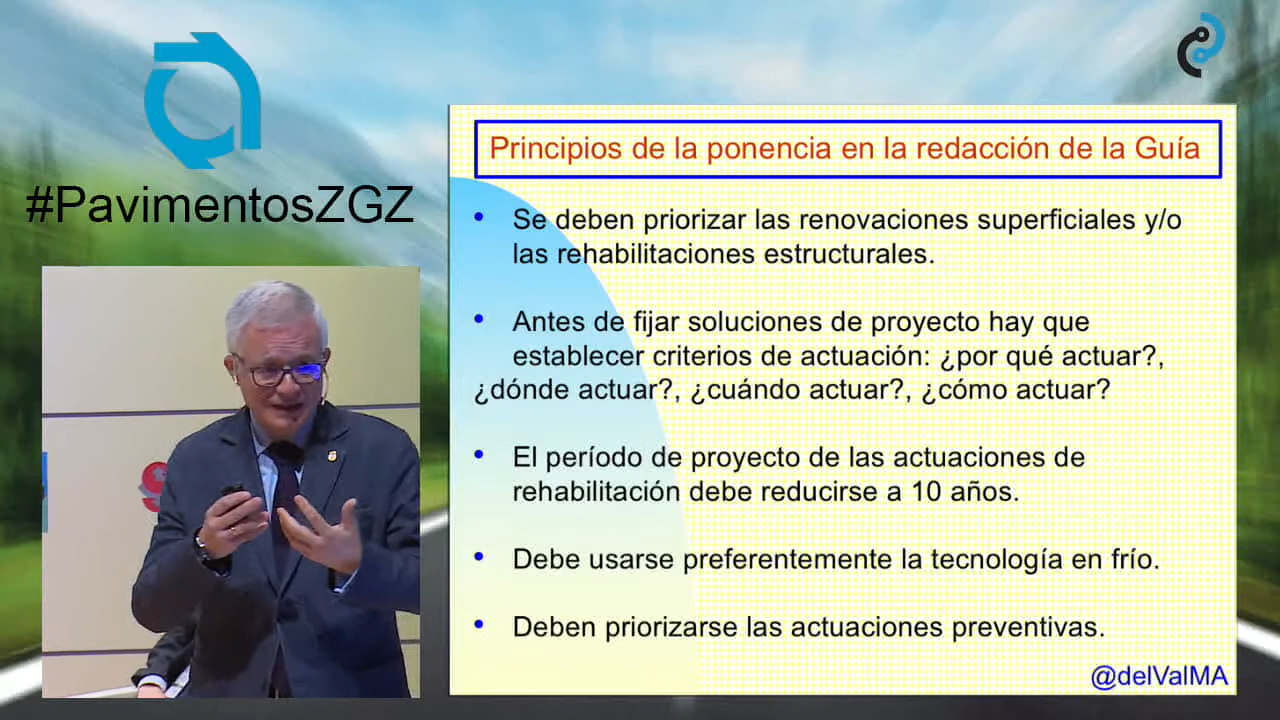 #PavimentosZGZ
Principios de la ponencia en la redacción de la Guía
• Se deben priorizar las renovaciones superficiales y/o
las rehabilitaciones estructurales.
• Antes de fijar soluciones de proyecto hay que
establecer criterios de actuación: ¿por qué actuar?,
¿dónde actuar?, ¿cuándo actuar?, ¿cómo actuar?
• El período de proyecto de las actuaciones de
rehabilitación debe reducirse a 10 años.
• Debe usarse preferentemente la tecnología en frío.
• Deben priorizarse las actuaciones preventivas.
@delValMA